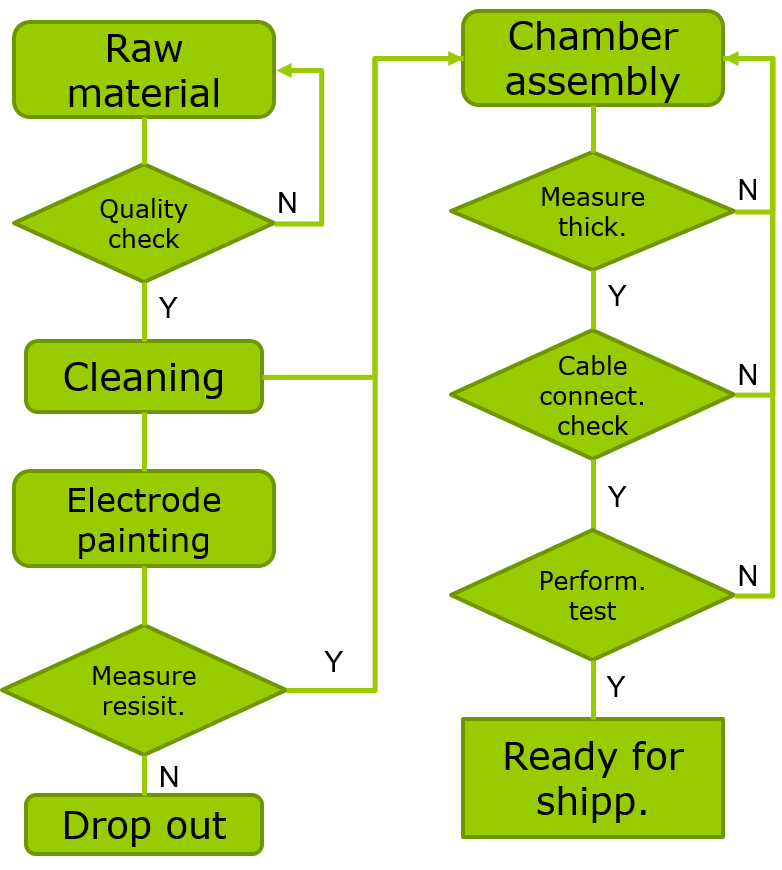 Raw
material
Quality
check
N
Y
Cleaning
Electrode
painting
Measure
resisit.
Y
N
Drop out
Chamber
assembly
Measure
thick.
N
Y
Cable
connect.
check
N
Y
Perform.
test
N
Y
Ready for
shipp.